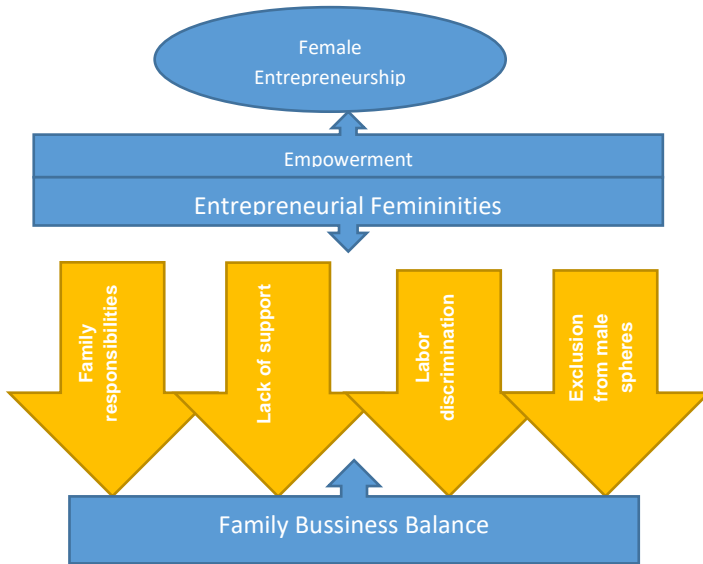 Female
Entrepreneurship
Empowerment
Entrepreneurial Femininities
Family
responsibilities
Lack of support
Labor
discrimination
Exclusion
from male
spheres
Family Bussiness Balance